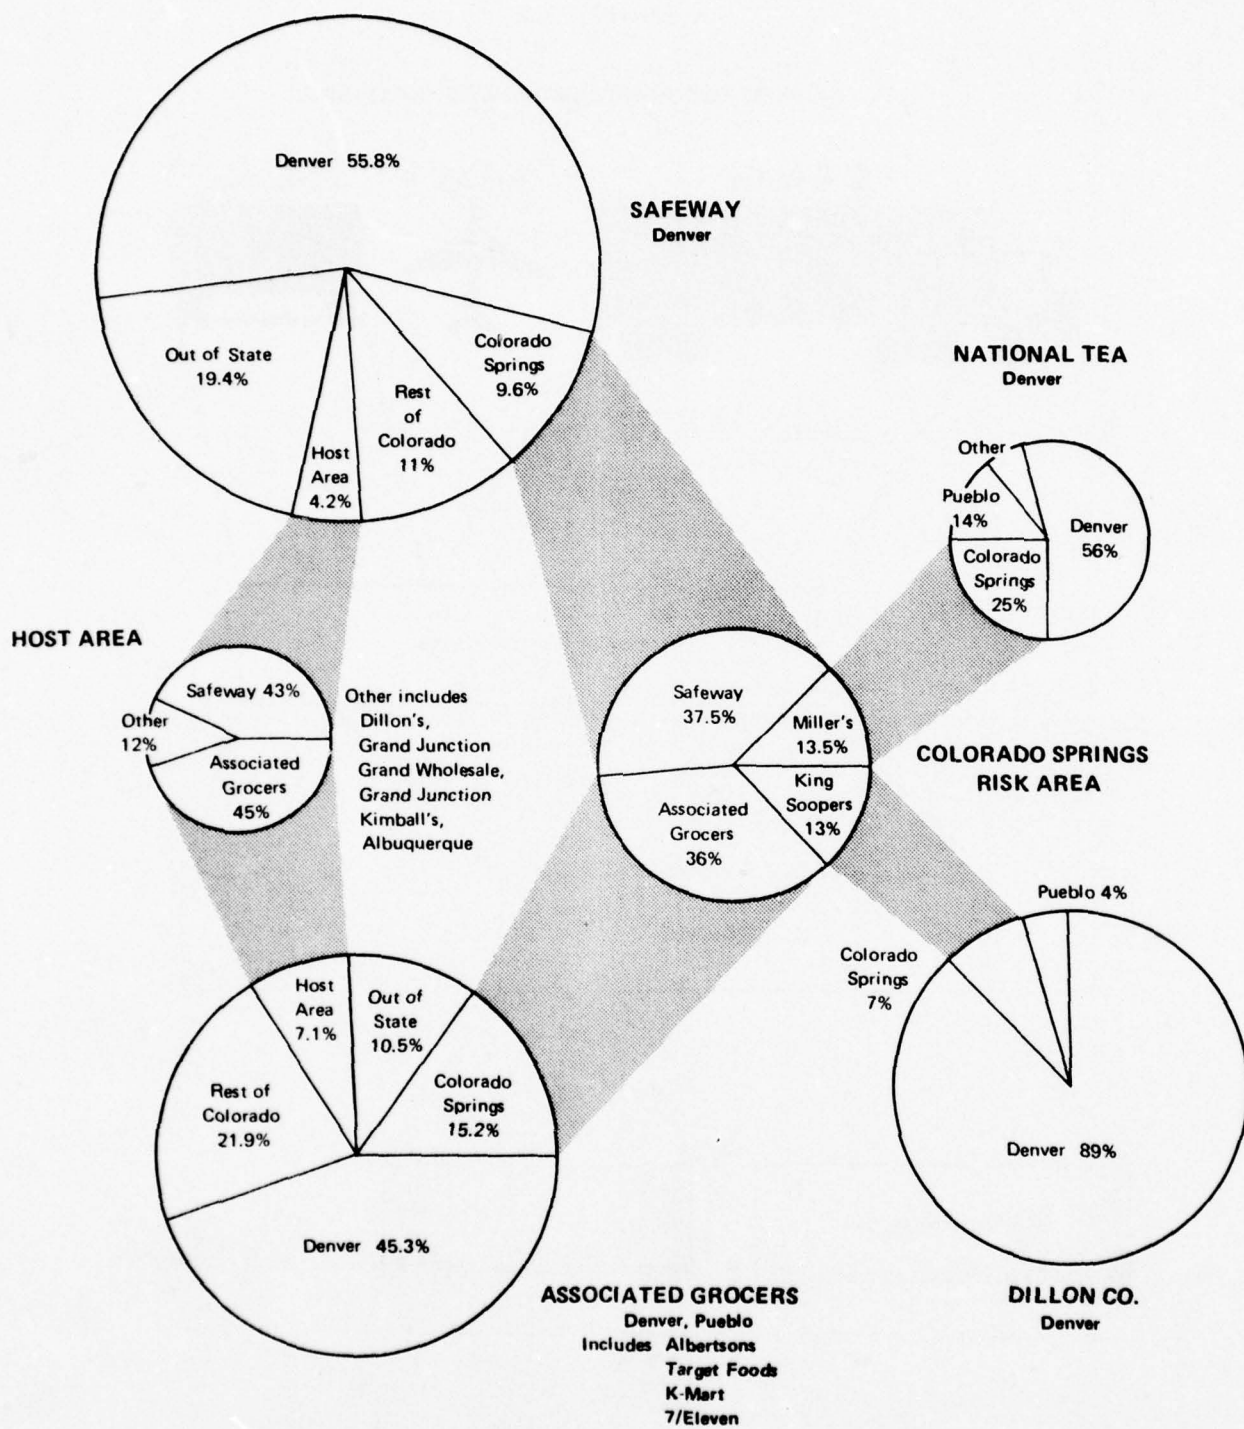 Denver 55.8%
Out of State
19.4%
Host
Area
4.2%
Rest
of
Colorado
11%
Colorado
Springs
9.6%
SAFEWAY
Denver
NATIONAL TEA
Denver
Other
Pueblo
14%
Denver
56%
Colorado
Springs
25%
HOST AREA
Safeway 43%
Other
12%
Associated
Grocers
45%
Other includes
Dillon's,
Grand Junction
Grand Wholesale,
Grand Junction
Kimball's,
Albuquerque
Safeway
37.5%
Miller's
13.5%
King
Soopers
13%
Associated
Grocers
36%
COLORADO SPRINGS
RISK AREA
Host
Area
7.1%
Out of
State
10.5%
Colorado
Springs
15.2%
Rest of
Colorado
21.9%
Denver 45.3%
ASSOCIATED GROCERS
Denver, Pueblo
Includes Albertsons
Target Foods
K-Mart
7/Eleven
Pueblo 4%
Colorado
Springs
7%
Denver 89%
DILLON CO.
Denver